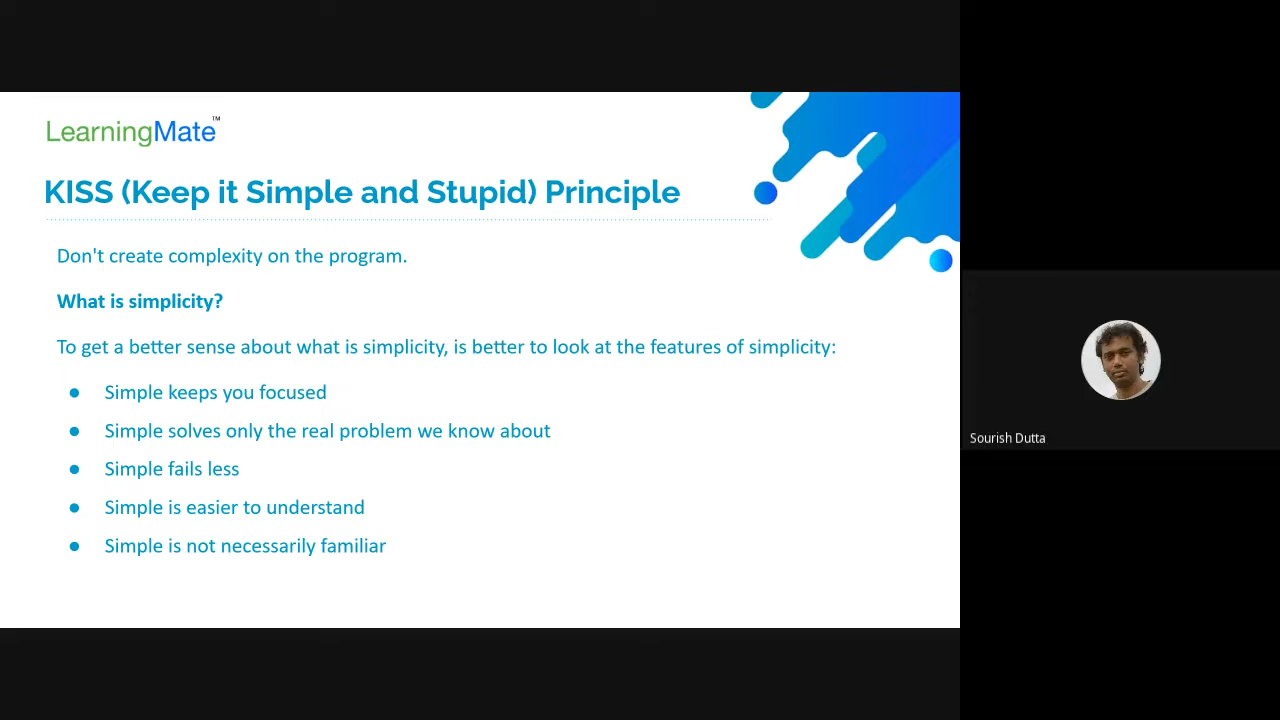 LearningMate™
KISS (Keep it Simple and Stupid) Principle
Don't create complexity on the program.
What is simplicity?
To get a better sense about what is simplicity, is better to look at the features of simplicity:
● Simple keeps you focused
● Simple solves only the real problem we know about
● Simple fails less
● Simple is easier to understand
● Simple is not necessarily familiar
Sourish Dutta